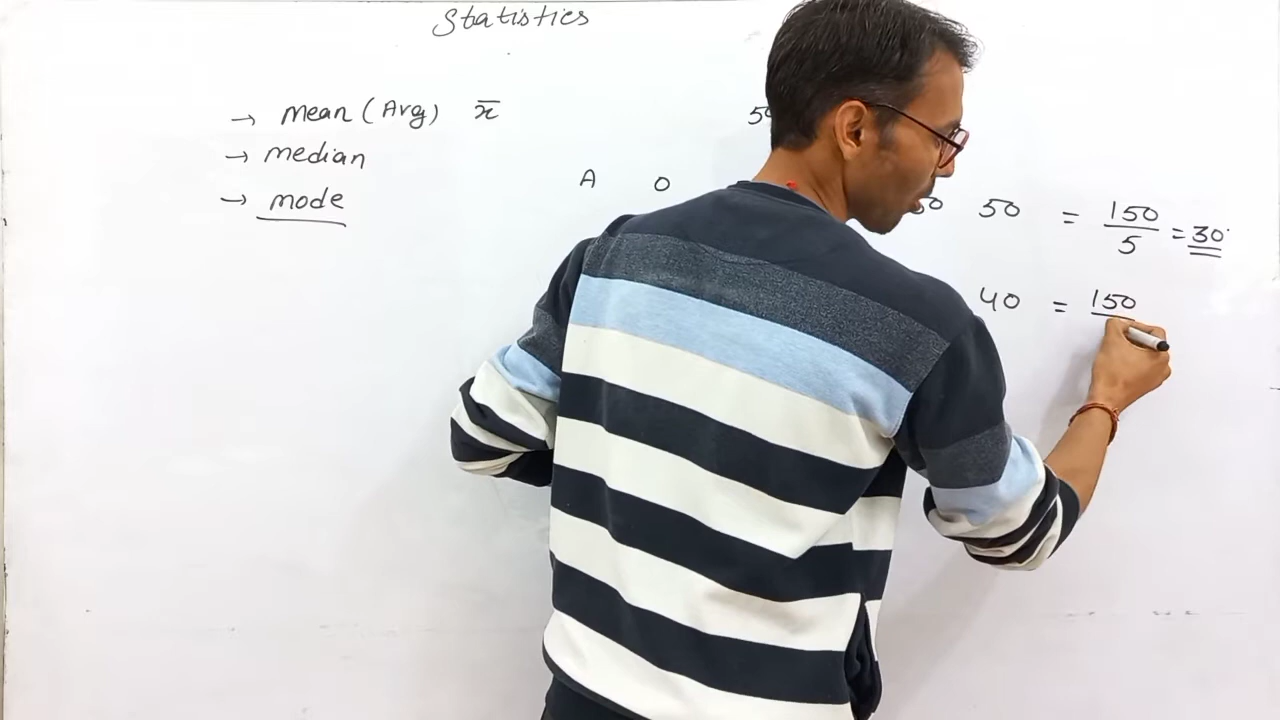 Statistics
→ mean (Avg) x̄
→ median
→ mode
A 0 50 = 150/5 = 30
40 = 150